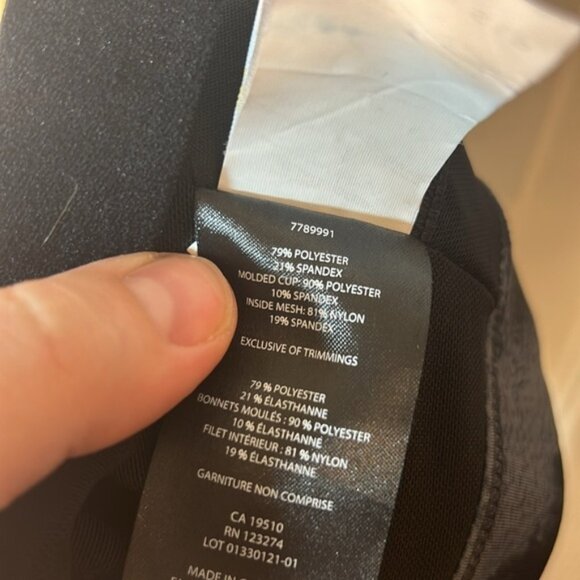 7789991
79% POLYESTER
21% SPANDEX
MOLDED CUP: 90% POLYESTER
10% SPANDEX
INSIDE MESH: 81% NYLON
19% SPANDEX
EXCLUSIVE OF TRIMMINGS
79 % POLYESTER
21 % ÉLASTHANNE
BONNETS MOULÉS : 90 % POLYESTER
10 % ÉLASTHANNE
FILET INTÉRIEUR : 81 % NYLON
19 % ÉLASTHANNE
GARNITURE NON COMPRISE
CA 19510
RN 123274
LOT 01330121-01
MADE IN